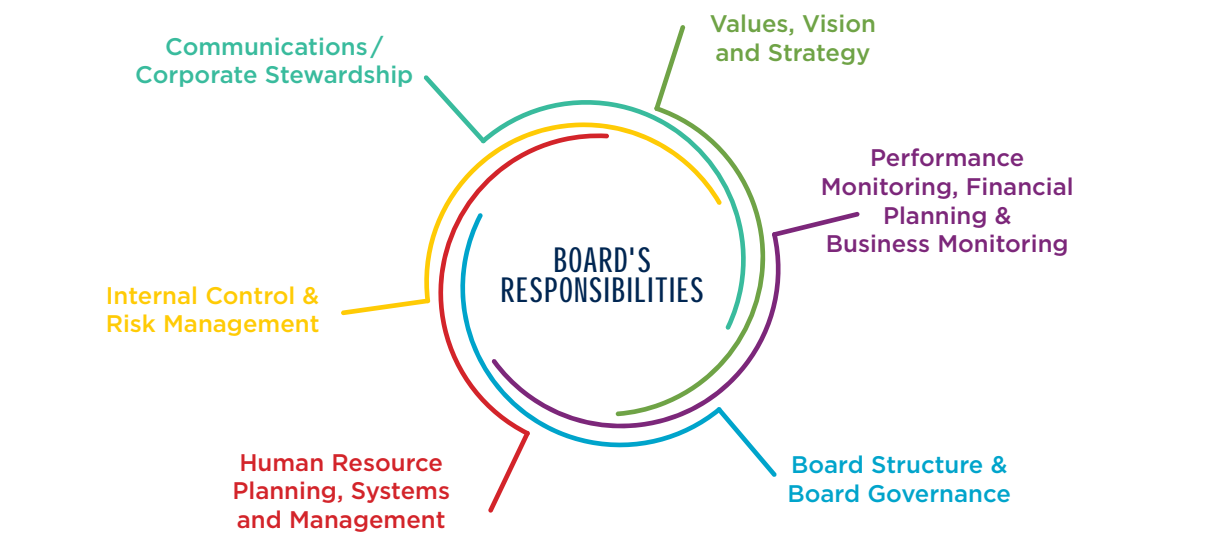 Values, Vision
and Strategy
Communications/
Corporate Stewardship
Performance
Monitoring, Financial
Planning &
Business Monitoring
BOARD'S
RESPONSIBILITIES
Internal Control &
Risk Management
Human Resource
Planning, Systems
and Management
Board Structure &
Board Governance